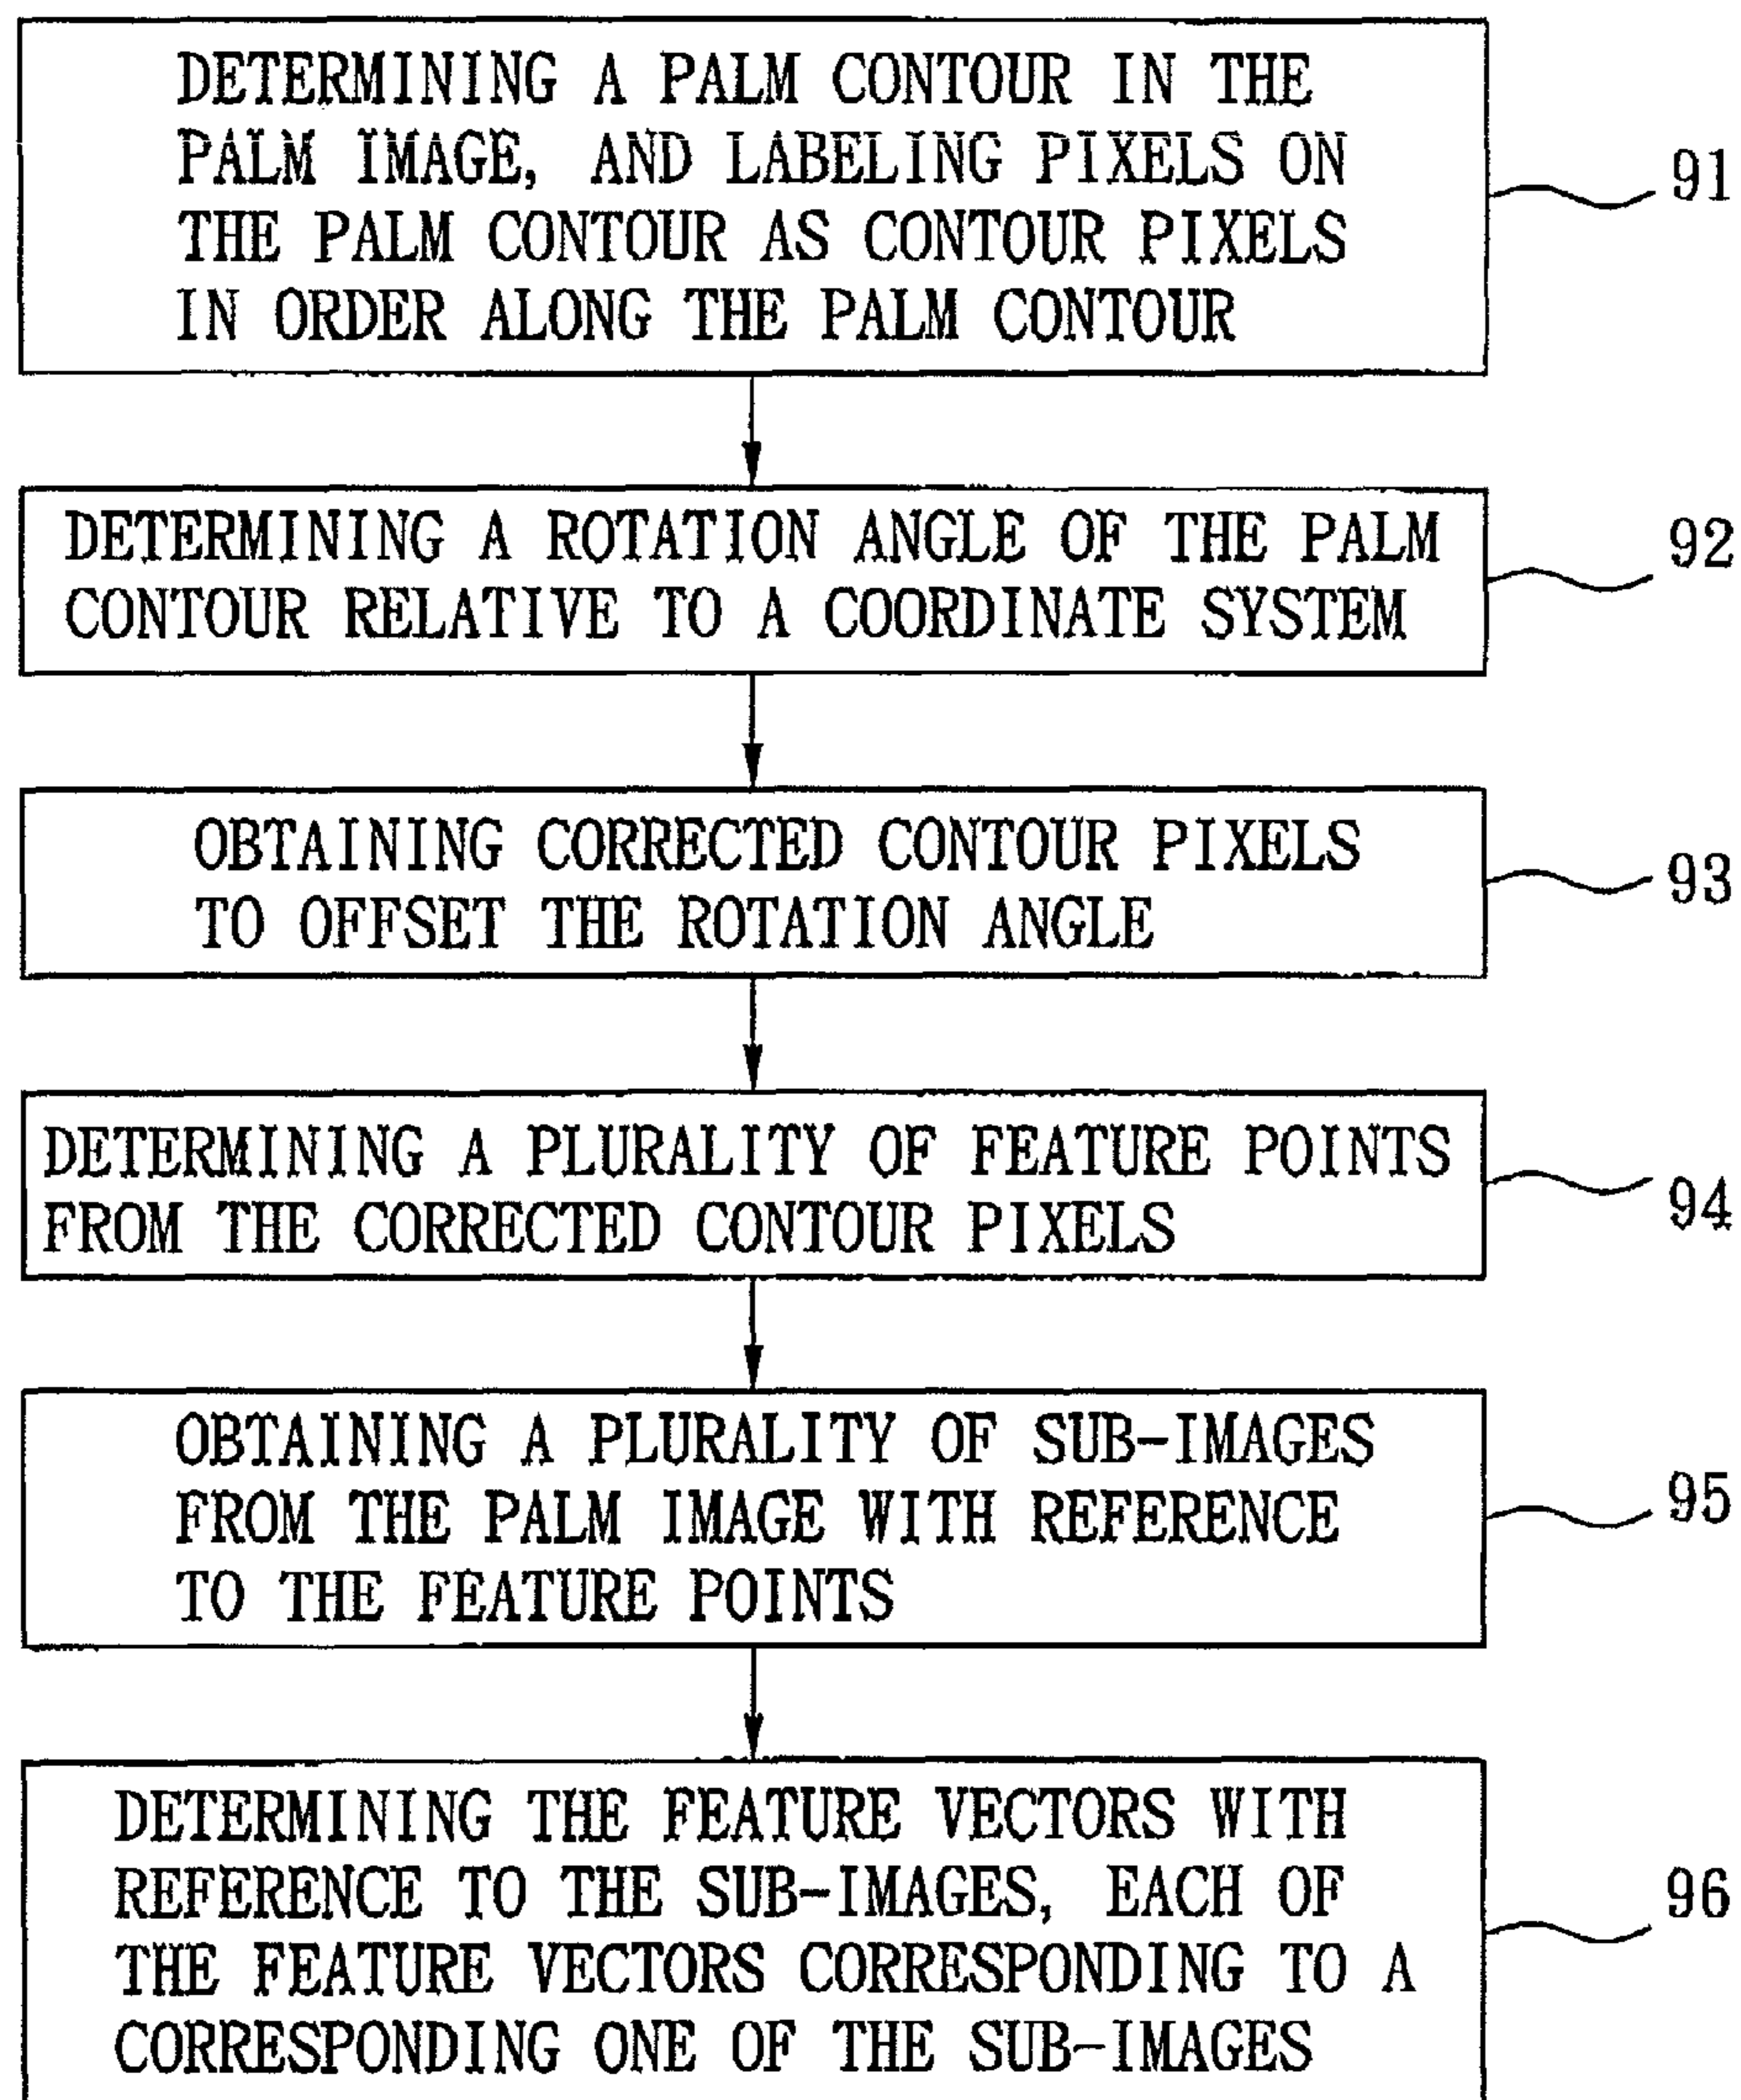 DETERMINING A PALM CONTOUR IN THE
PALM IMAGE, AND LABELING PIXELS ON
THE PALM CONTOUR AS CONTOUR PIXELS
IN ORDER ALONG THE PALM CONTOUR
91
DETERMINING A ROTATION ANGLE OF THE PALM
CONTOUR RELATIVE TO A COORDINATE SYSTEM
92
OBTAINING CORRECTED CONTOUR PIXELS
TO OFFSET THE ROTATION ANGLE
93
DETERMINING A PLURALITY OF FEATURE POINTS
FROM THE CORRECTED CONTOUR PIXELS
94
OBTAINING A PLURALITY OF SUB-IMAGES
FROM THE PALM IMAGE WITH REFERENCE
TO THE FEATURE POINTS
95
DETERMINING THE FEATURE VECTORS WITH
REFERENCE TO THE SUB-IMAGES, EACH OF
THE FEATURE VECTORS CORRESPONDING TO A
CORRESPONDING ONE OF THE SUB-IMAGES
96